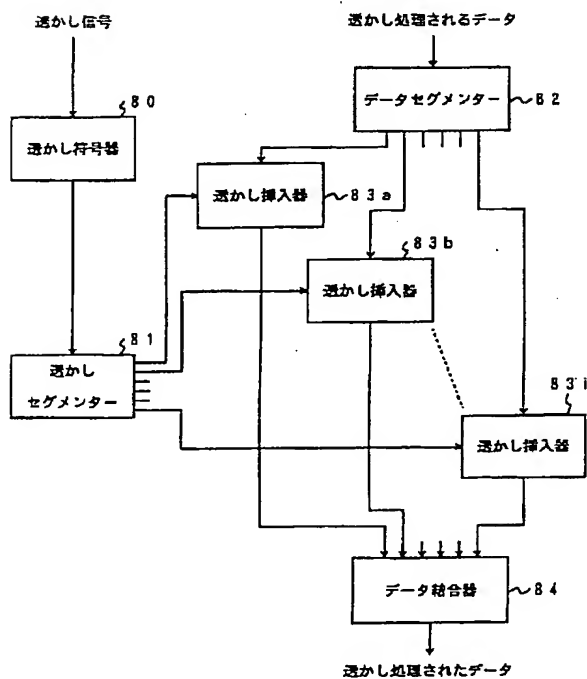 透かし信号
透かし処理されるデータ
80
透かし符号器
データセグメンター
82
透かし挿入器
83a
83b
透かし挿入器
81
透かし
セグメンター
83i
透かし挿入器
データ結合器
84
透かし処理されたデータ